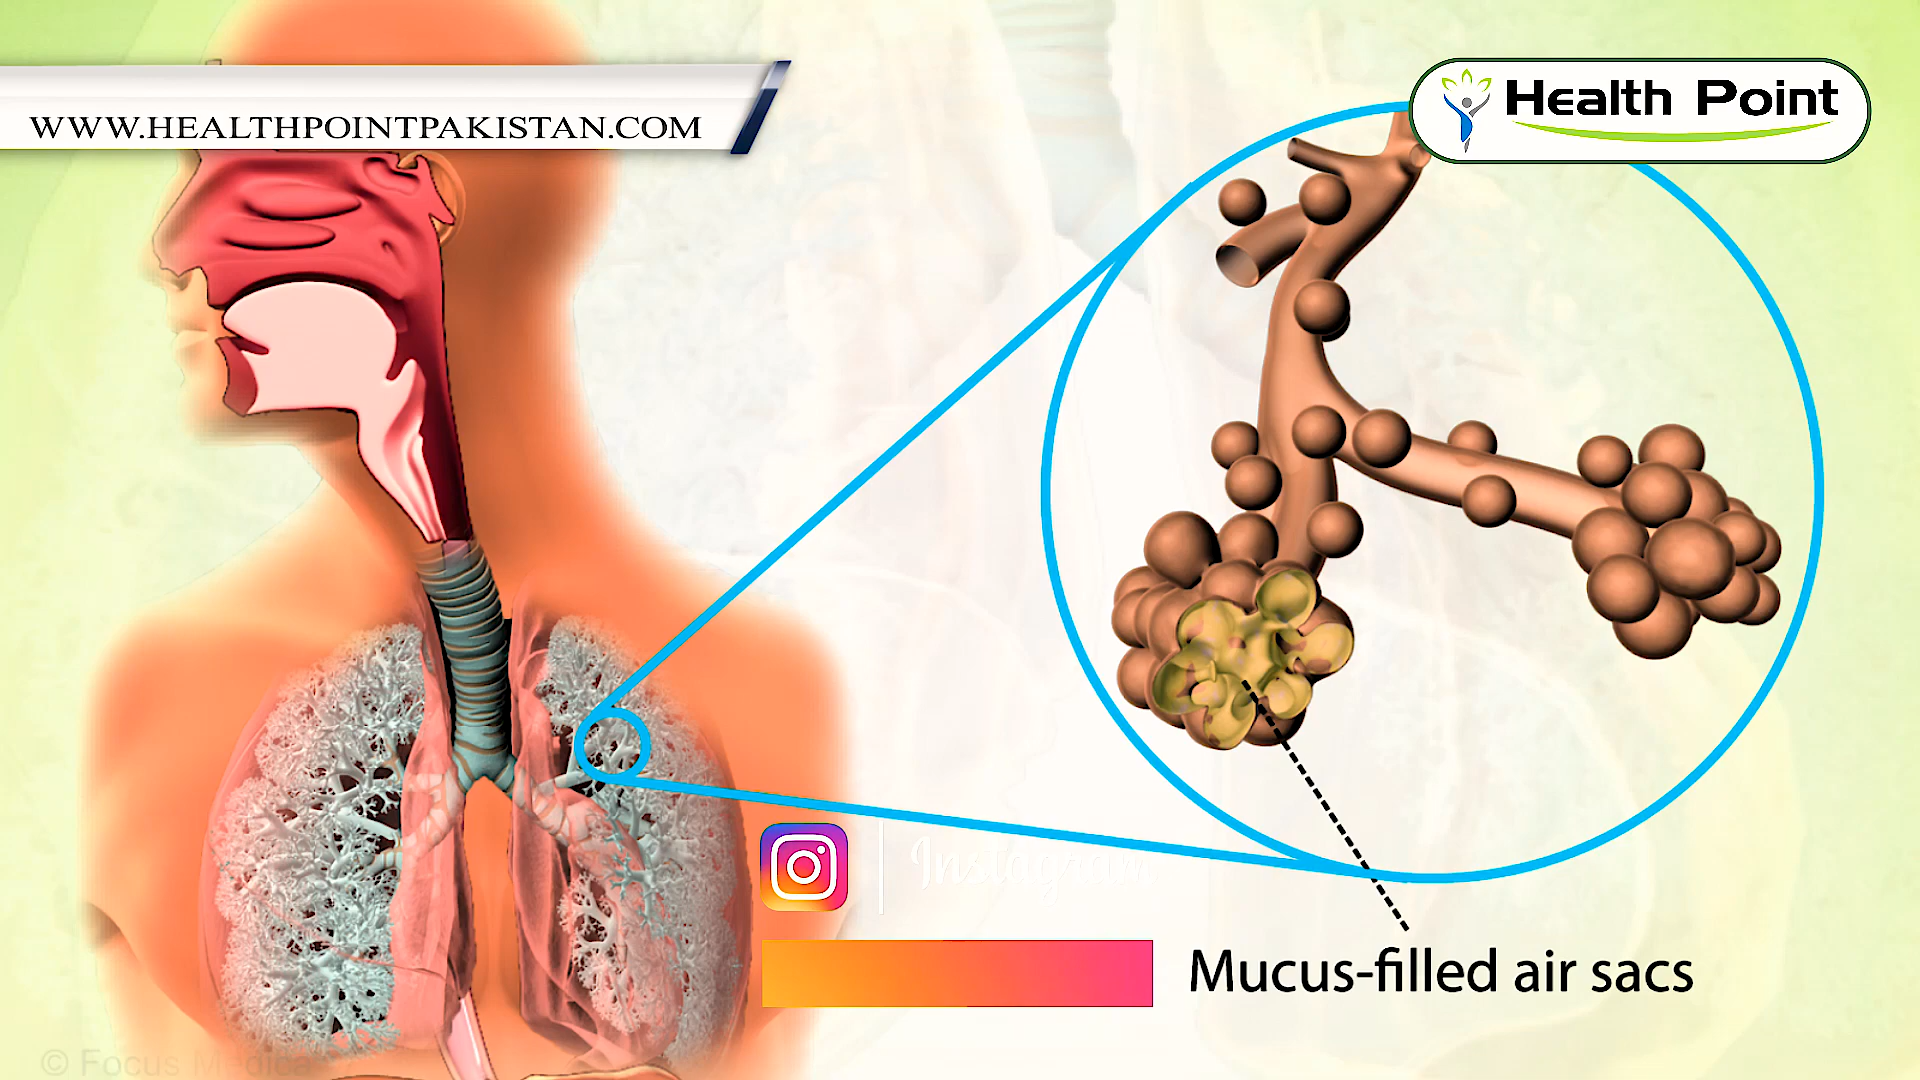 WWW.HEALTHPOINTPAKISTAN.COM
Health Point
Instagram
Mucus-filled air sacs
© Focus Medica